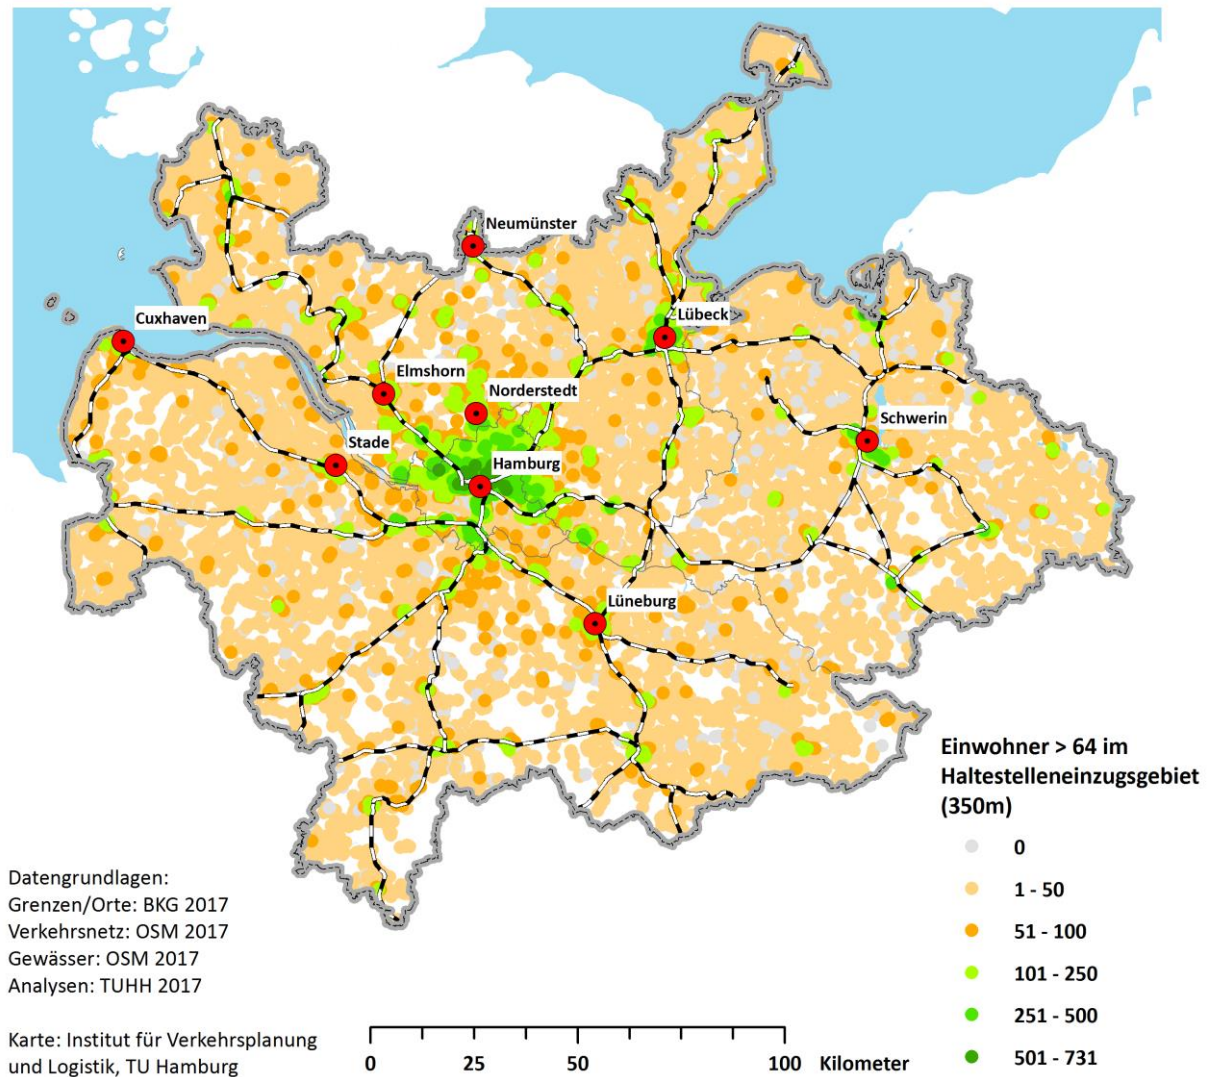 Neumünster
Cuxhaven
Lübeck
Elmshorn
Norderstedt
Schwerin
Stade
Hamburg
Lüneburg
Einwohner > 64 im
Haltestelleneinzugsgebiet
(350m)
0
1 - 50
51 - 100
101 - 250
251 - 500
501 - 731
Datengrundlagen:
Grenzen/Orte: BKG 2017
Verkehrsnetz: OSM 2017
Gewässer: OSM 2017
Analysen: TUHH 2017
Karte: Institut für Verkehrsplanung
und Logistik, TU Hamburg
0 25 50 100 Kilometer